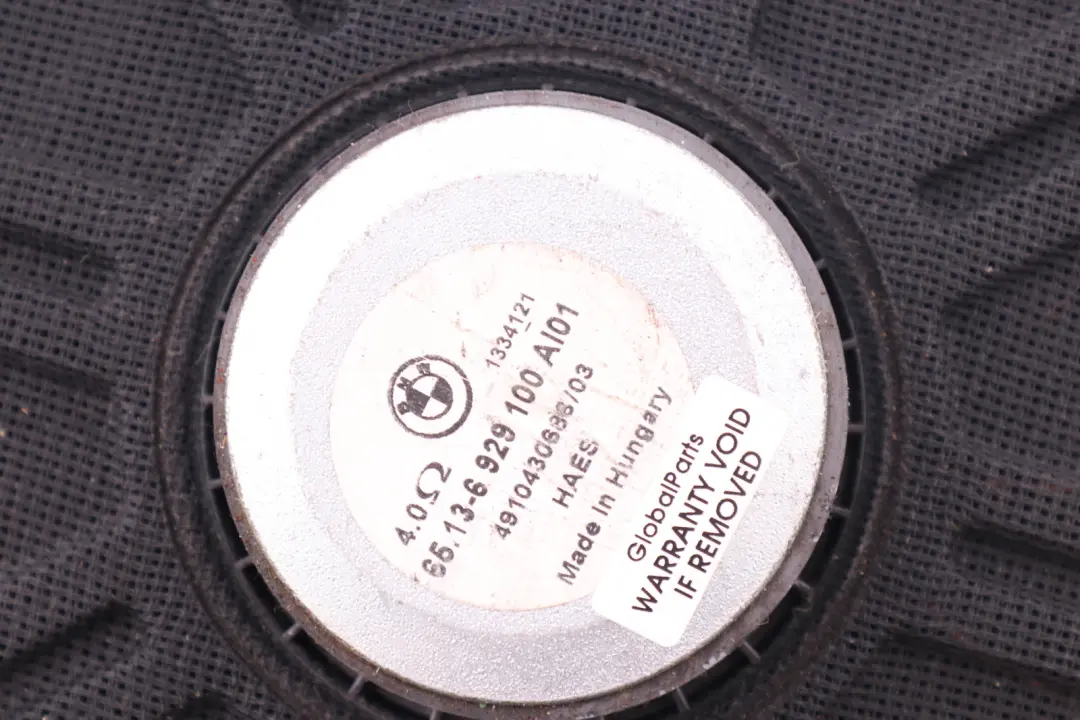 BMW
1334121
4.0Ω
65.13-6 929 100 AI01
4910430686/03
HAES
Made in Hungary
GlobalParts
WARRANTY VOID
IF REMOVED